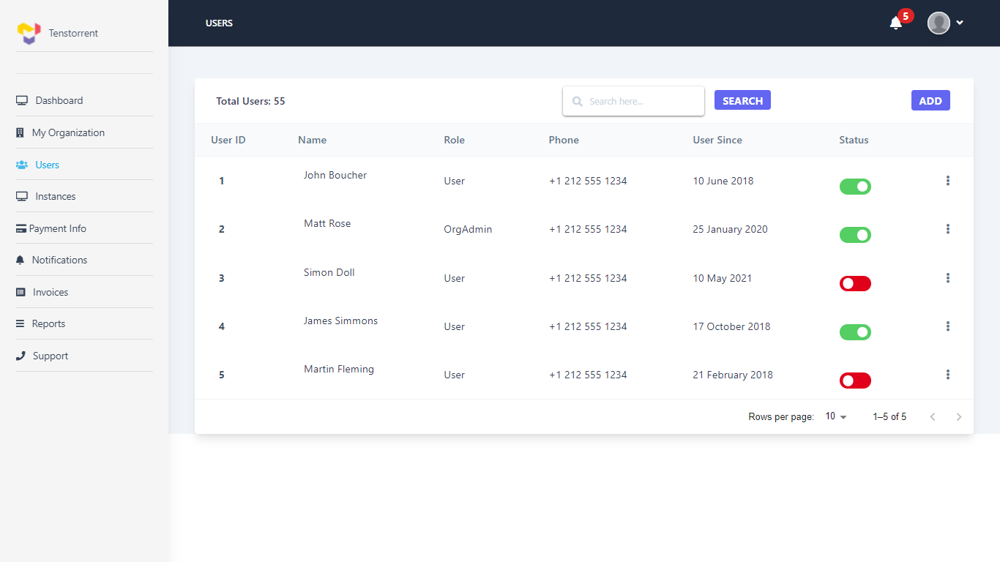 Tenstorrent
USERS
5
Dashboard
My Organization
Users
Instances
Payment Info
Notifications
Invoices
Reports
Support
Total Users: 55
Search here...
SEARCH
ADD
User ID Name Role Phone User Since Status
1 John Boucher User +1 212 555 1234 10 June 2018
2 Matt Rose OrgAdmin +1 212 555 1234 25 January 2020
3 Simon Doll User +1 212 555 1234 10 May 2021
4 James Simmons User +1 212 555 1234 17 October 2018
5 Martin Fleming User +1 212 555 1234 21 February 2018
Rows per page: 10 1–5 of 5